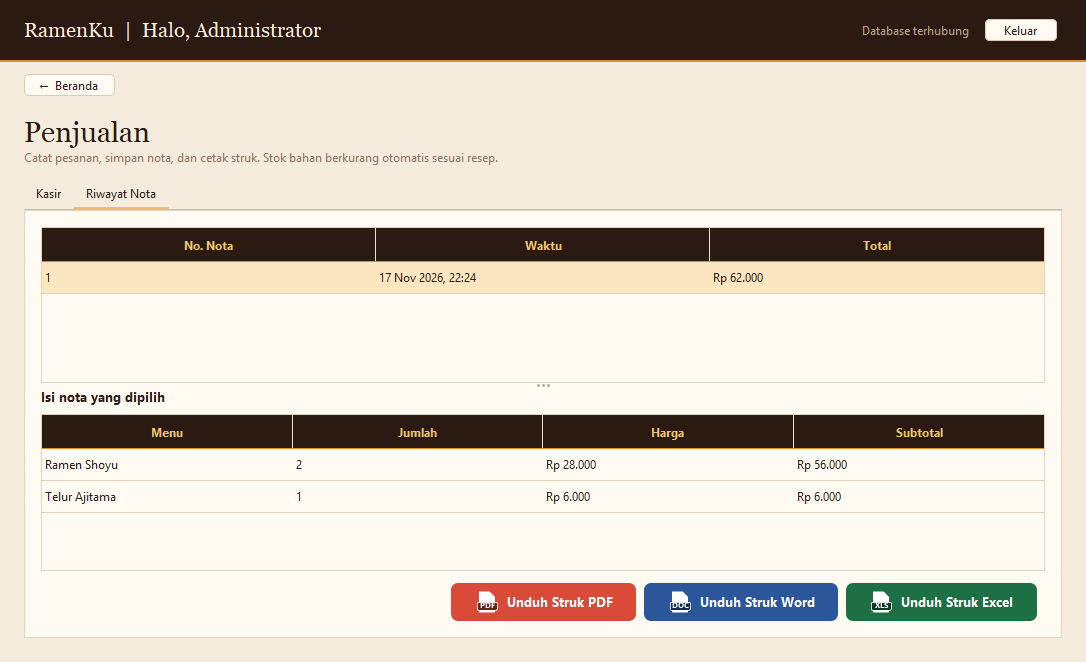 RamenKu | Halo, Administrator
Database terhubung
Keluar
← Beranda
Penjualan
Catat pesanan, simpan nota, dan cetak struk. Stok bahan berkurang otomatis sesuai resep.
Kasir Riwayat Nota
No. Nota Waktu Total
1 17 Nov 2026, 22:24 Rp 62.000
Isi nota yang dipilih
Menu Jumlah Harga Subtotal
Ramen Shoyu 2 Rp 28.000 Rp 56.000
Telur Ajitama 1 Rp 6.000 Rp 6.000
PDF Unduh Struk PDF
DOC Unduh Struk Word
XLS Unduh Struk Excel